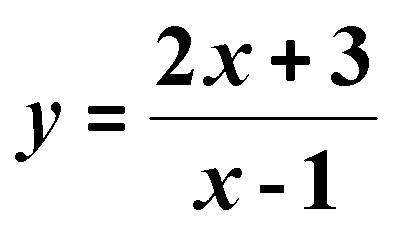 y = (2x + 3) / (x - 1)